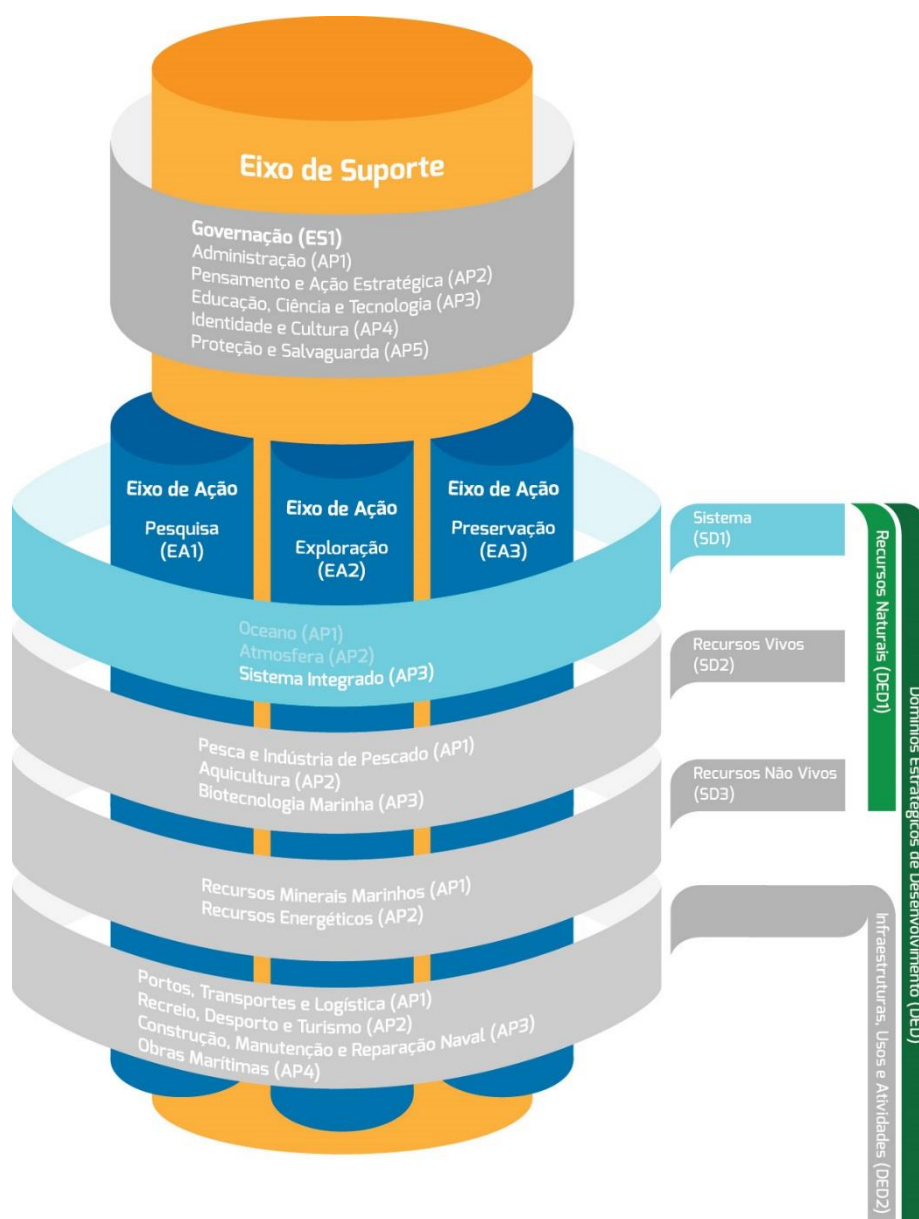 Eixo de Suporte
Governação (ES1)
Administração (AP1)
Pensamento e Ação Estratégica (AP2)
Educação, Ciência e Tecnologia (AP3)
Identidade e Cultura (AP4)
Proteção e Salvaguarda (AP5)
Eixo de Ação
Pesquisa
(EA1)
Eixo de Ação
Exploração
(EA2)
Eixo de Ação
Preservação
(EA3)
Oceano (AP1)
Atmosfera (AP2)
Sistema Integrado (AP3)
Pesca e Indústria de Pescado (AP1)
Aquicultura (AP2)
Biotecnologia Marinha (AP3)
Recursos Minerais Marinhos (AP1)
Recursos Energéticos (AP2)
Portos, Transportes e Logística (AP1)
Recreio, Desporto e Turismo (AP2)
Construção, Manutenção e Reparação Naval (AP3)
Obras Marítimas (AP4)
Sistema
(SD1)
Recursos Vivos
(SD2)
Recursos Não Vivos
(SD3)
Recursos Naturais (DED1)
Infraestruturas, Usos e Atividades (DED2)
Domínios Estratégicos de Desenvolvimento (DED)